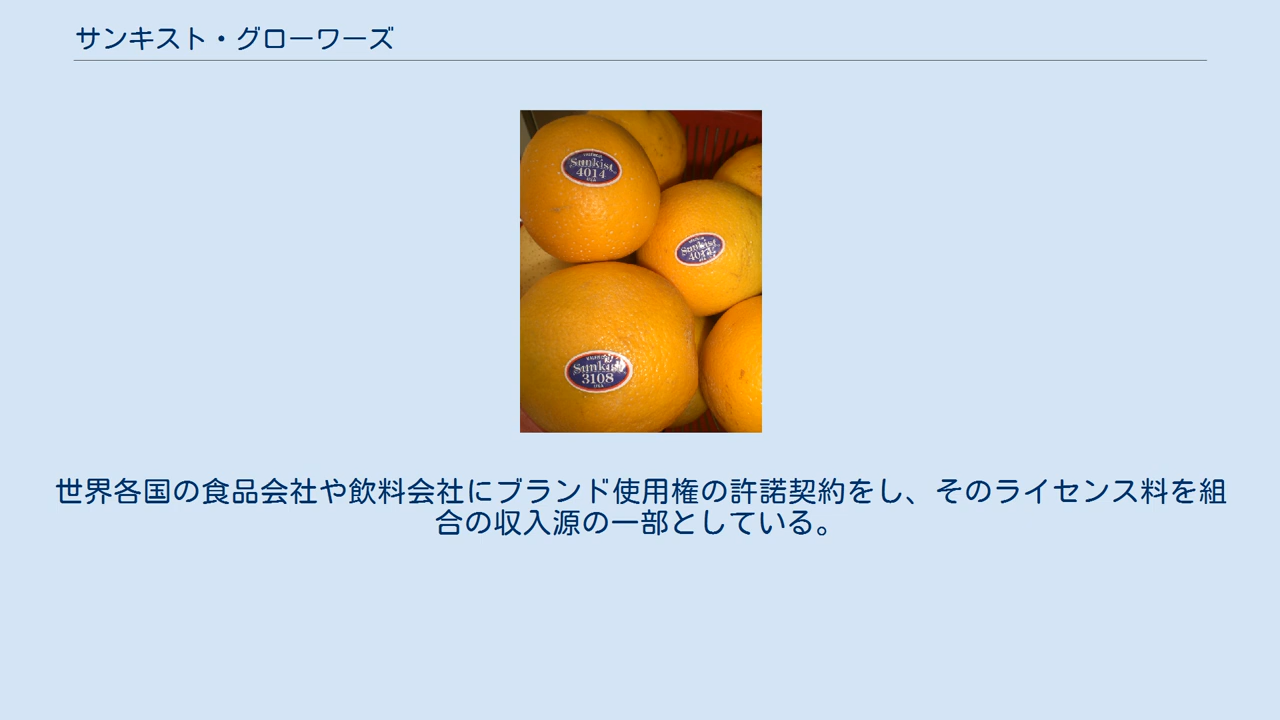 サンキスト・グローワーズ
Sunkist
4014
Sunkist
Sunkist
3108
世界各国の食品会社や飲料会社にブランド使用権の許諾契約をし、そのライセンス料を組
合の収入源の一部としている。